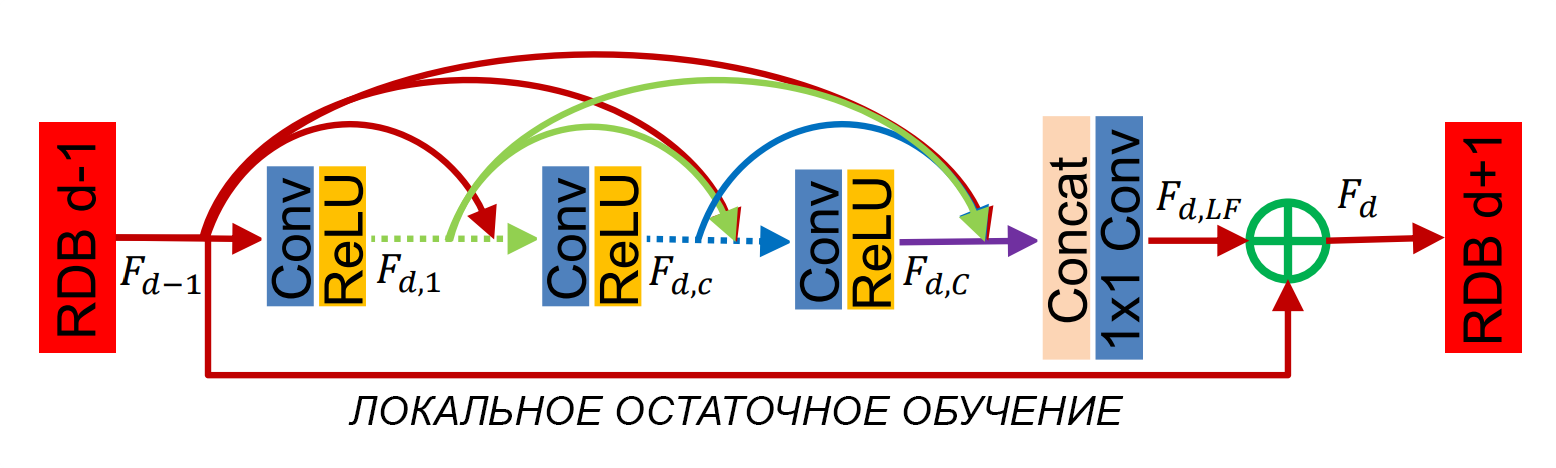 RDB d-1
F_{d-1}
Conv
ReLU
F_{d,1}
Conv
ReLU
F_{d,c}
Conv
ReLU
F_{d,C}
Concat
1x1 Conv
F_{d,LF}
F_d
RDB d+1
ЛОКАЛЬНОЕ ОСТАТОЧНОЕ ОБУЧЕНИЕ